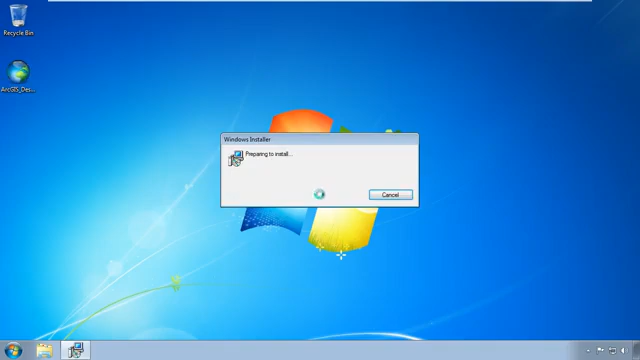 Recycle Bin
ArcGIS_Des...
Windows Installer
Preparing to install...
Cancel